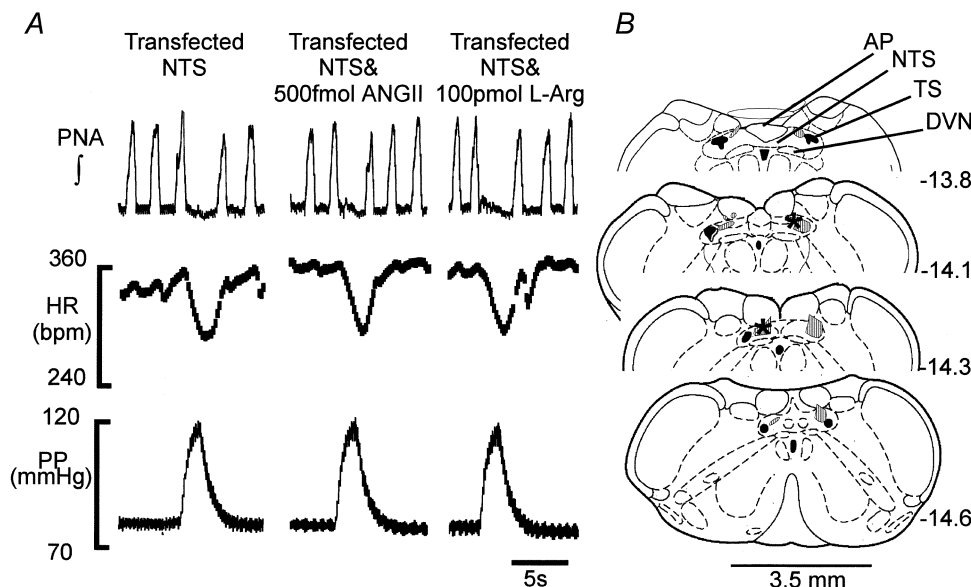 A
Transfected
NTS
Transfected
NTS&
500fmol ANGII
Transfected
NTS&
100pmol L-Arg
PNA
∫
360
HR
(bpm)
240
120
PP
(mmHg)
70
5s
B
AP
NTS
TS
DVN
-13.8
-14.1
-14.3
-14.6
3.5 mm